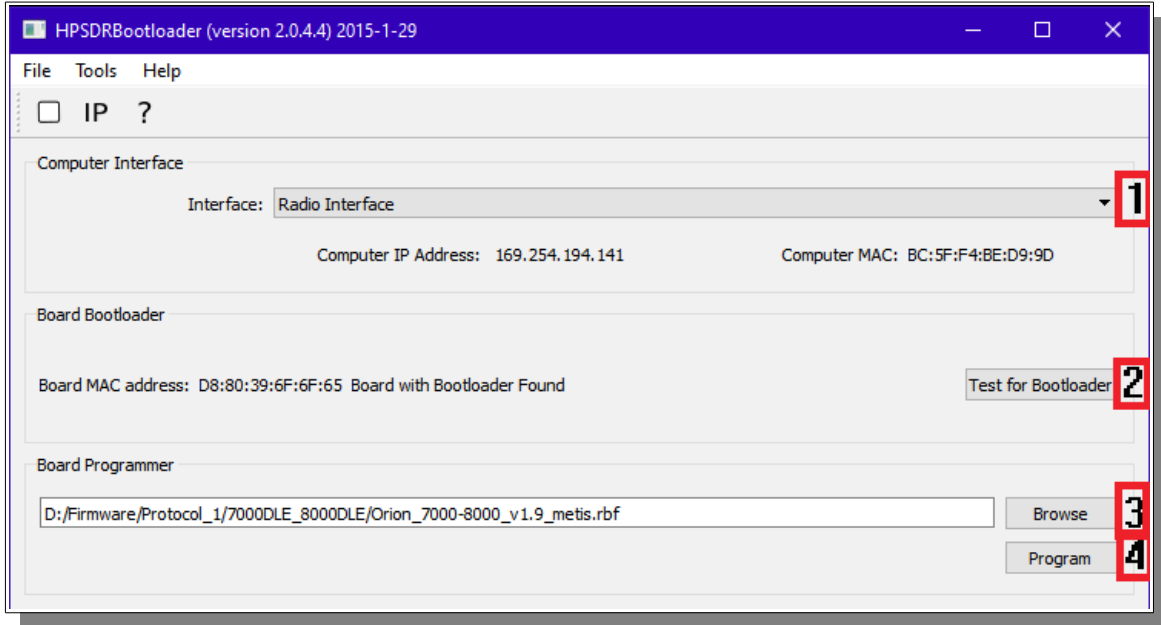 HPSDRBootloader (version 2.0.4.4) 2015-1-29
File Tools Help
IP ?
Computer Interface
Interface: Radio Interface 1
Computer IP Address: 169.254.194.141 Computer MAC: BC:5F:F4:BE:D9:9D
Board Bootloader
Board MAC address: D8:80:39:6F:6F:65 Board with Bootloader Found Test for Bootloader 2
Board Programmer
D:/Firmware/Protocol_1/7000DLE_8000DLE/Orion_7000-8000_v1.9_metis.rbf Browse 3
Program 4